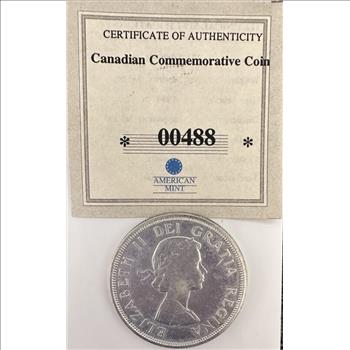 CERTIFICATE OF AUTHENTICITY
Canadian Commemorative Coin
* 00488 *
AMERICAN
MINT
ELIZABETH II DEI GRATIA REGINA